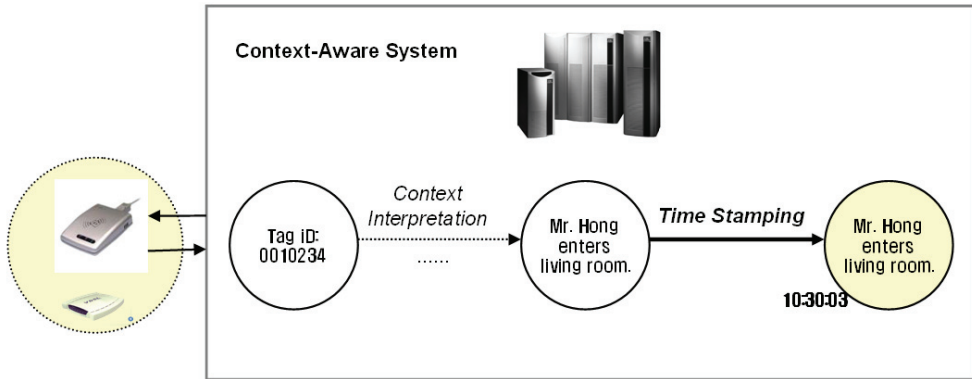 Context-Aware System
Tag iD:
0010234
Context
Interpretation
......
Mr. Hong
enters
living room.
Time Stamping
Mr. Hong
enters
living room.
10:30:03